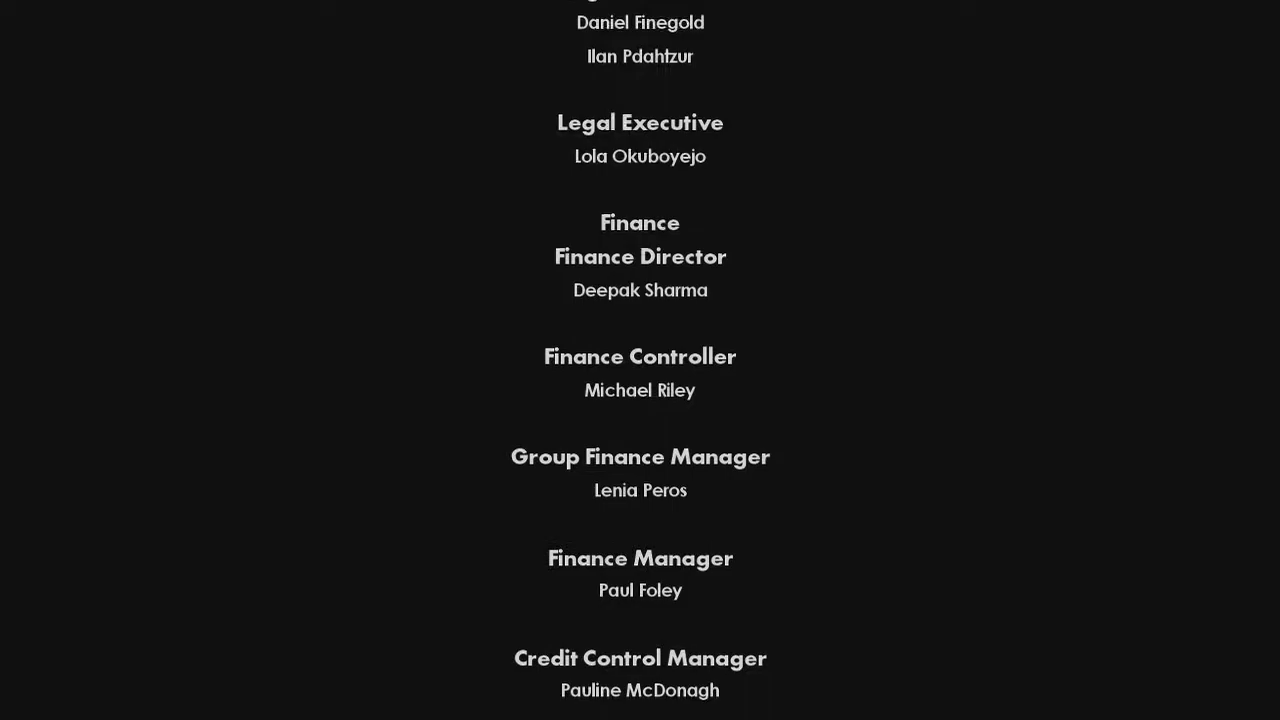 Daniel Finegold
Ilan Pdahtzur
Legal Executive
Lola Okuboyejo
Finance
Finance Director
Deepak Sharma
Finance Controller
Michael Riley
Group Finance Manager
Lenia Peros
Finance Manager
Paul Foley
Credit Control Manager
Pauline McDonagh